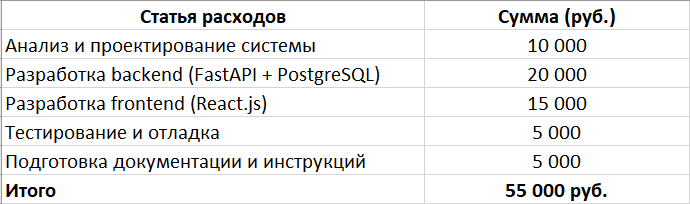 Статья расходов Сумма (руб.)
Анализ и проектирование системы 10 000
Разработка backend (FastAPI + PostgreSQL) 20 000
Разработка frontend (React.js) 15 000
Тестирование и отладка 5 000
Подготовка документации и инструкций 5 000
Итого 55 000 руб.